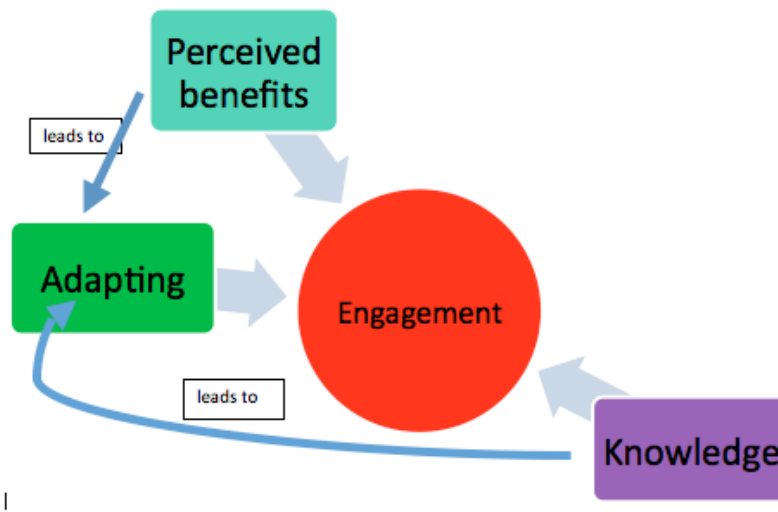 Perceived
benefits
leads to
Adapting
Engagement
leads to
Knowledge